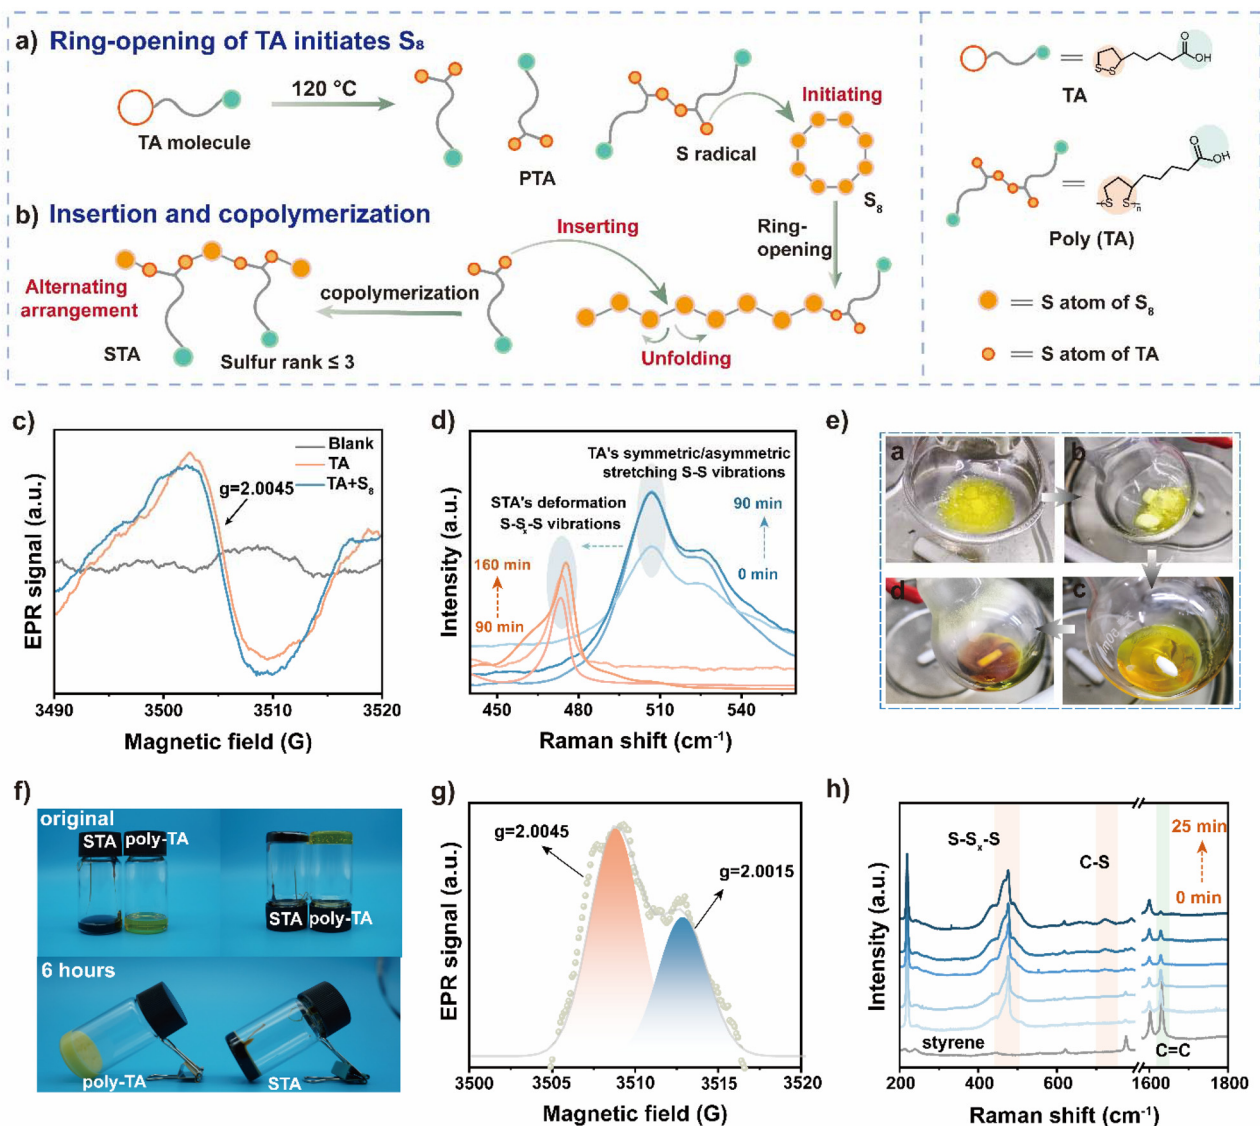 a) Ring-opening of TA initiates S₈
120 °C
TA molecule
PTA
S radical
Initiating
S₈
b) Insertion and copolymerization
Ring-
opening
Inserting
Alternating
arrangement
copolymerization
STA
Sulfur rank ≤ 3
Unfolding
S
S
O
OH
TA
O
OH
S
S
n
Poly (TA)
S atom of S₈
S atom of TA
c)
Blank
TA
TA+S₈
g=2.0045
EPR signal (a.u.)
3490
3500
3510
3520
Magnetic field (G)
d)
TA's symmetric/asymmetric
stretching S-S vibrations
STA's deformation
S-Sₓ-S vibrations
90 min
0 min
160 min
90 min
Intensity (a.u.)
450
480
510
540
Raman shift (cm⁻¹)
e)
a
b
d
c
f)
original
STA
poly-TA
STA
poly-TA
6 hours
poly-TA
STA
g)
g=2.0045
g=2.0015
EPR signal (a.u.)
3500
3505
3510
3515
3520
Magnetic field (G)
h)
S-Sₓ-S
C-S
25 min
0 min
styrene
C=C
Intensity (a.u.)
200
400
600
1600
1800
Raman shift (cm⁻¹)